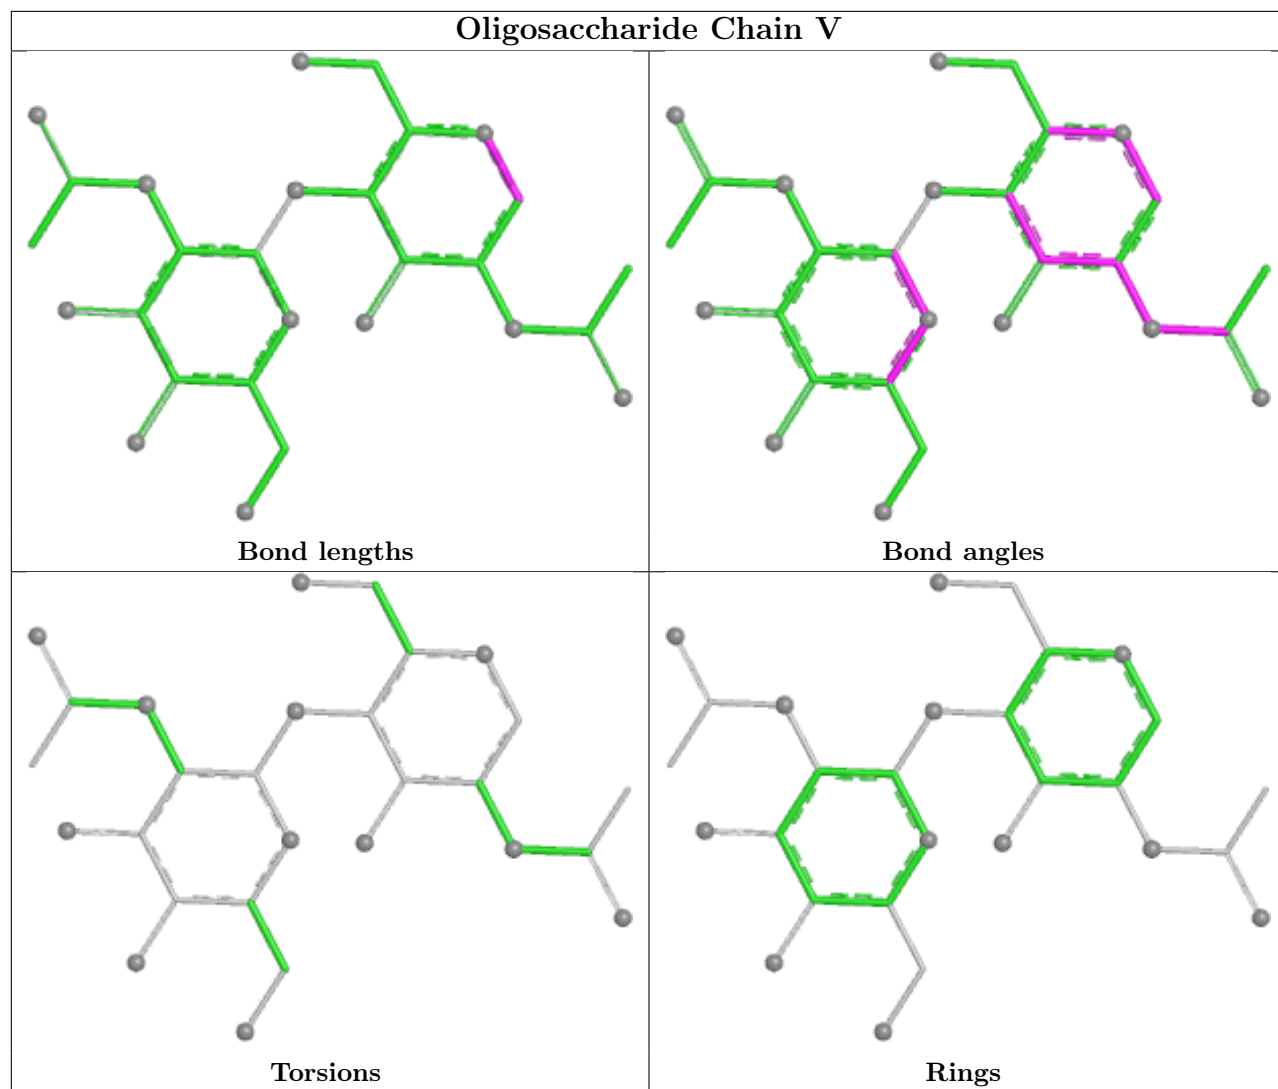 Oligosaccharide Chain V
Bond lengths
Bond angles
Torsions
Rings